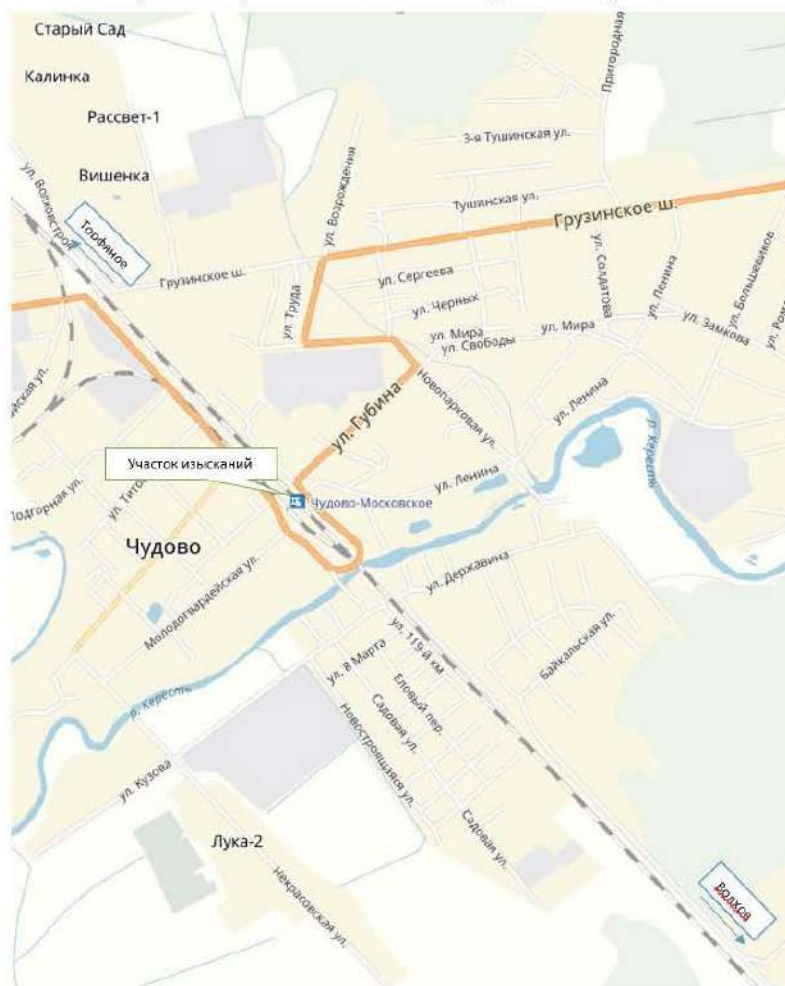 Старый Сад
Калинка
Рассвет-1
Вишенка
Пригородная
3-я Тушинская ул.
ул. Возрождения
Тушинская ул.
Грузинское ш.
ул. Волховстроя
Торфяное
Грузинское ш.
ул. Сергеева
ул. Солдатова
ул. Ленина
ул. Большевиков
ул. Труда
ул. Черных
ул. Мира
ул. Мира
ул. Свободы
ул. Замкова
ул. Губина
Новопарковая ул.
ул. Ленина
р. Кересть
Участок изысканий
ул. Ленина
Чудово-Московское
Подгорная ул.
Чудово
Молодогвардейская ул.
ул. Державина
ул. 119-й км
Байкальская ул.
ул. 8 Марта
Еловый пер.
Садовая ул.
р. Кересть
Новостроящаяся ул.
ул. Кузова
Лука-2
Садовая ул.
Некрасовская ул.
Волхов